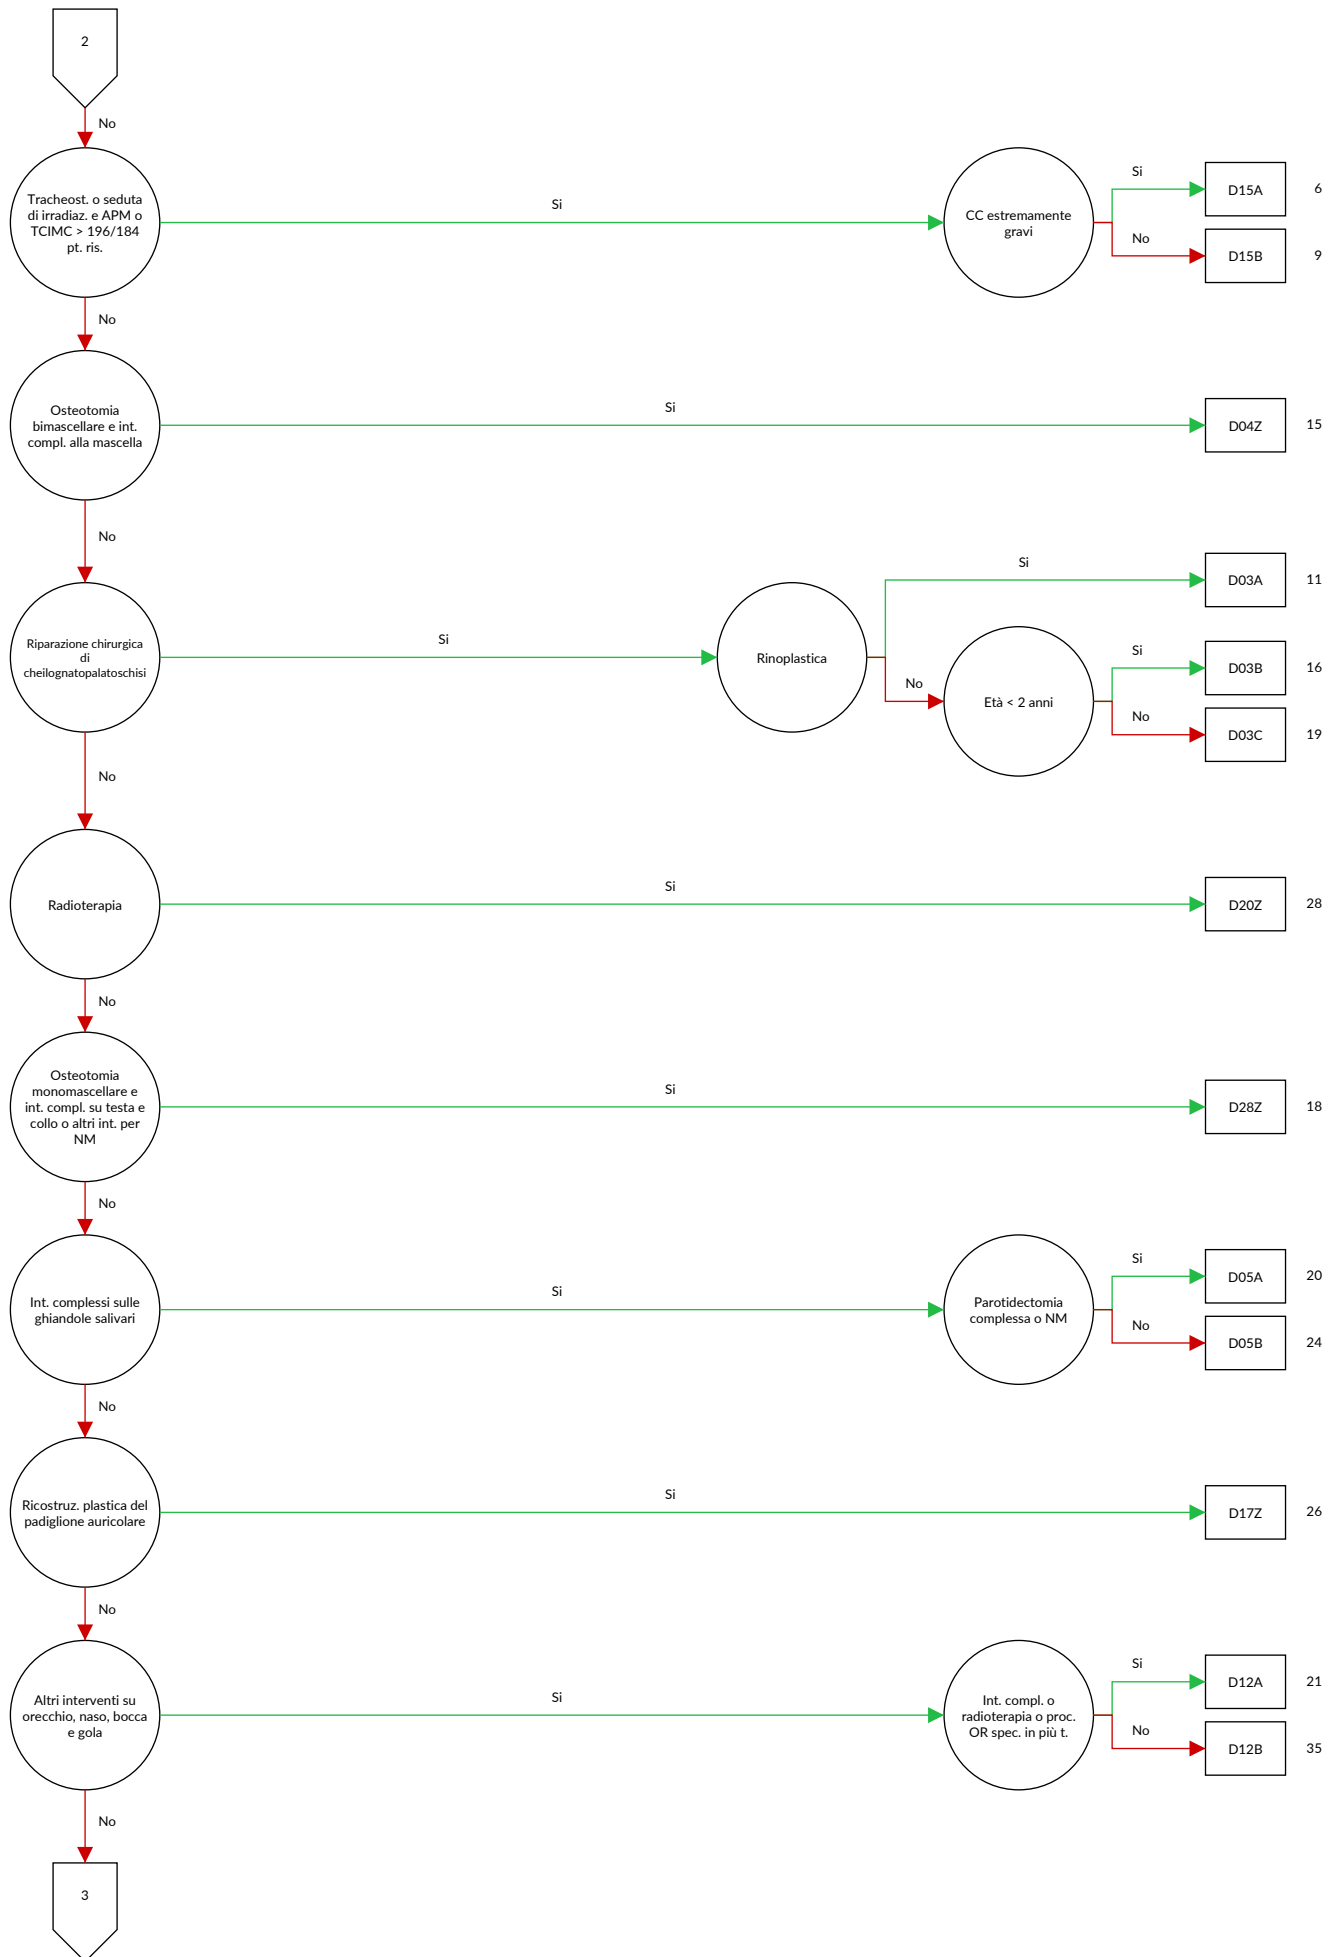 2
No
Tracheost. o seduta
di irradiaz. e APM o
TCIMC > 196/184
pt. ris.
Si
CC estremamente
gravi
Si
D15A
6
No
D15B
9
No
Osteotomia
bimascellare e int.
compl. alla mascella
Si
D04Z
15
No
Riparazione chirurgica
di
cheilognatopalatoschisi
Si
Rinoplastica
Si
D03A
11
No
Età < 2 anni
Si
D03B
16
No
D03C
19
No
Radioterapia
Si
D20Z
28
No
Osteotomia
monomascellare e
int. compl. su testa e
collo o altri int. per
NM
Si
D28Z
18
No
Int. complessi sulle
ghiandole salivari
Si
Parotidectomia
complessa o NM
Si
D05A
20
No
D05B
24
No
Ricostruz. plastica del
padiglione auricolare
Si
D17Z
26
No
Altri interventi su
orecchio, naso, bocca
e gola
Si
Int. compl. o
radioterapia o proc.
OR spec. in più t.
Si
D12A
21
No
D12B
35
No
3